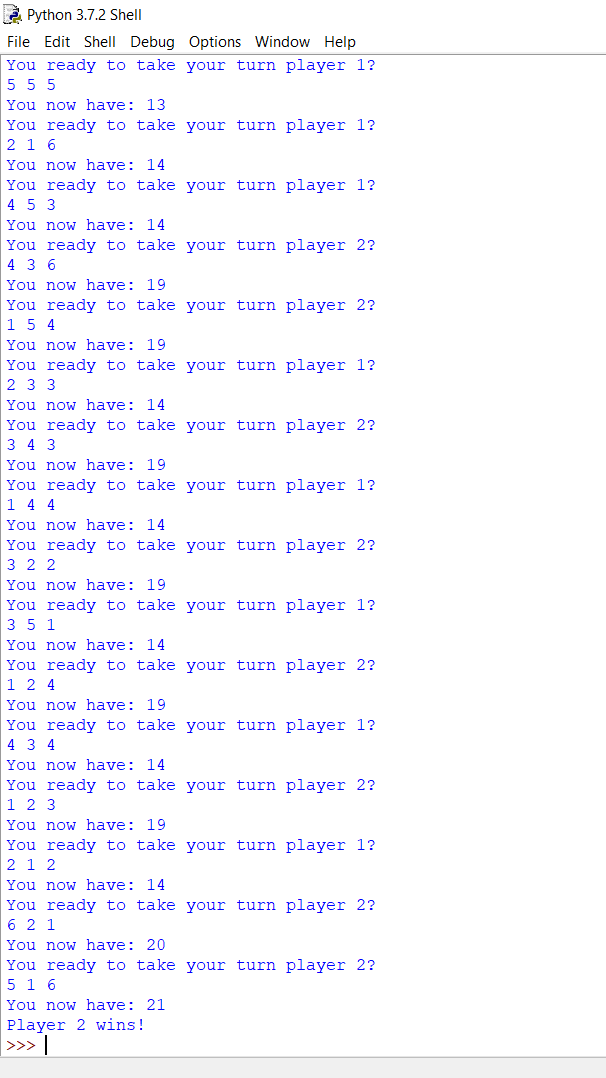 Python 3.7.2 Shell
File Edit Shell Debug Options Window Help
You ready to take your turn player 1?
5 5 5
You now have: 13
You ready to take your turn player 1?
2 1 6
You now have: 14
You ready to take your turn player 1?
4 5 3
You now have: 14
You ready to take your turn player 2?
4 3 6
You now have: 19
You ready to take your turn player 2?
1 5 4
You now have: 19
You ready to take your turn player 1?
2 3 3
You now have: 14
You ready to take your turn player 2?
3 4 3
You now have: 19
You ready to take your turn player 1?
1 4 4
You now have: 14
You ready to take your turn player 2?
3 2 2
You now have: 19
You ready to take your turn player 1?
3 5 1
You now have: 14
You ready to take your turn player 2?
1 2 4
You now have: 19
You ready to take your turn player 1?
4 3 4
You now have: 14
You ready to take your turn player 2?
1 2 3
You now have: 19
You ready to take your turn player 1?
2 1 2
You now have: 14
You ready to take your turn player 2?
6 2 1
You now have: 20
You ready to take your turn player 2?
5 1 6
You now have: 21
Player 2 wins!
>>>